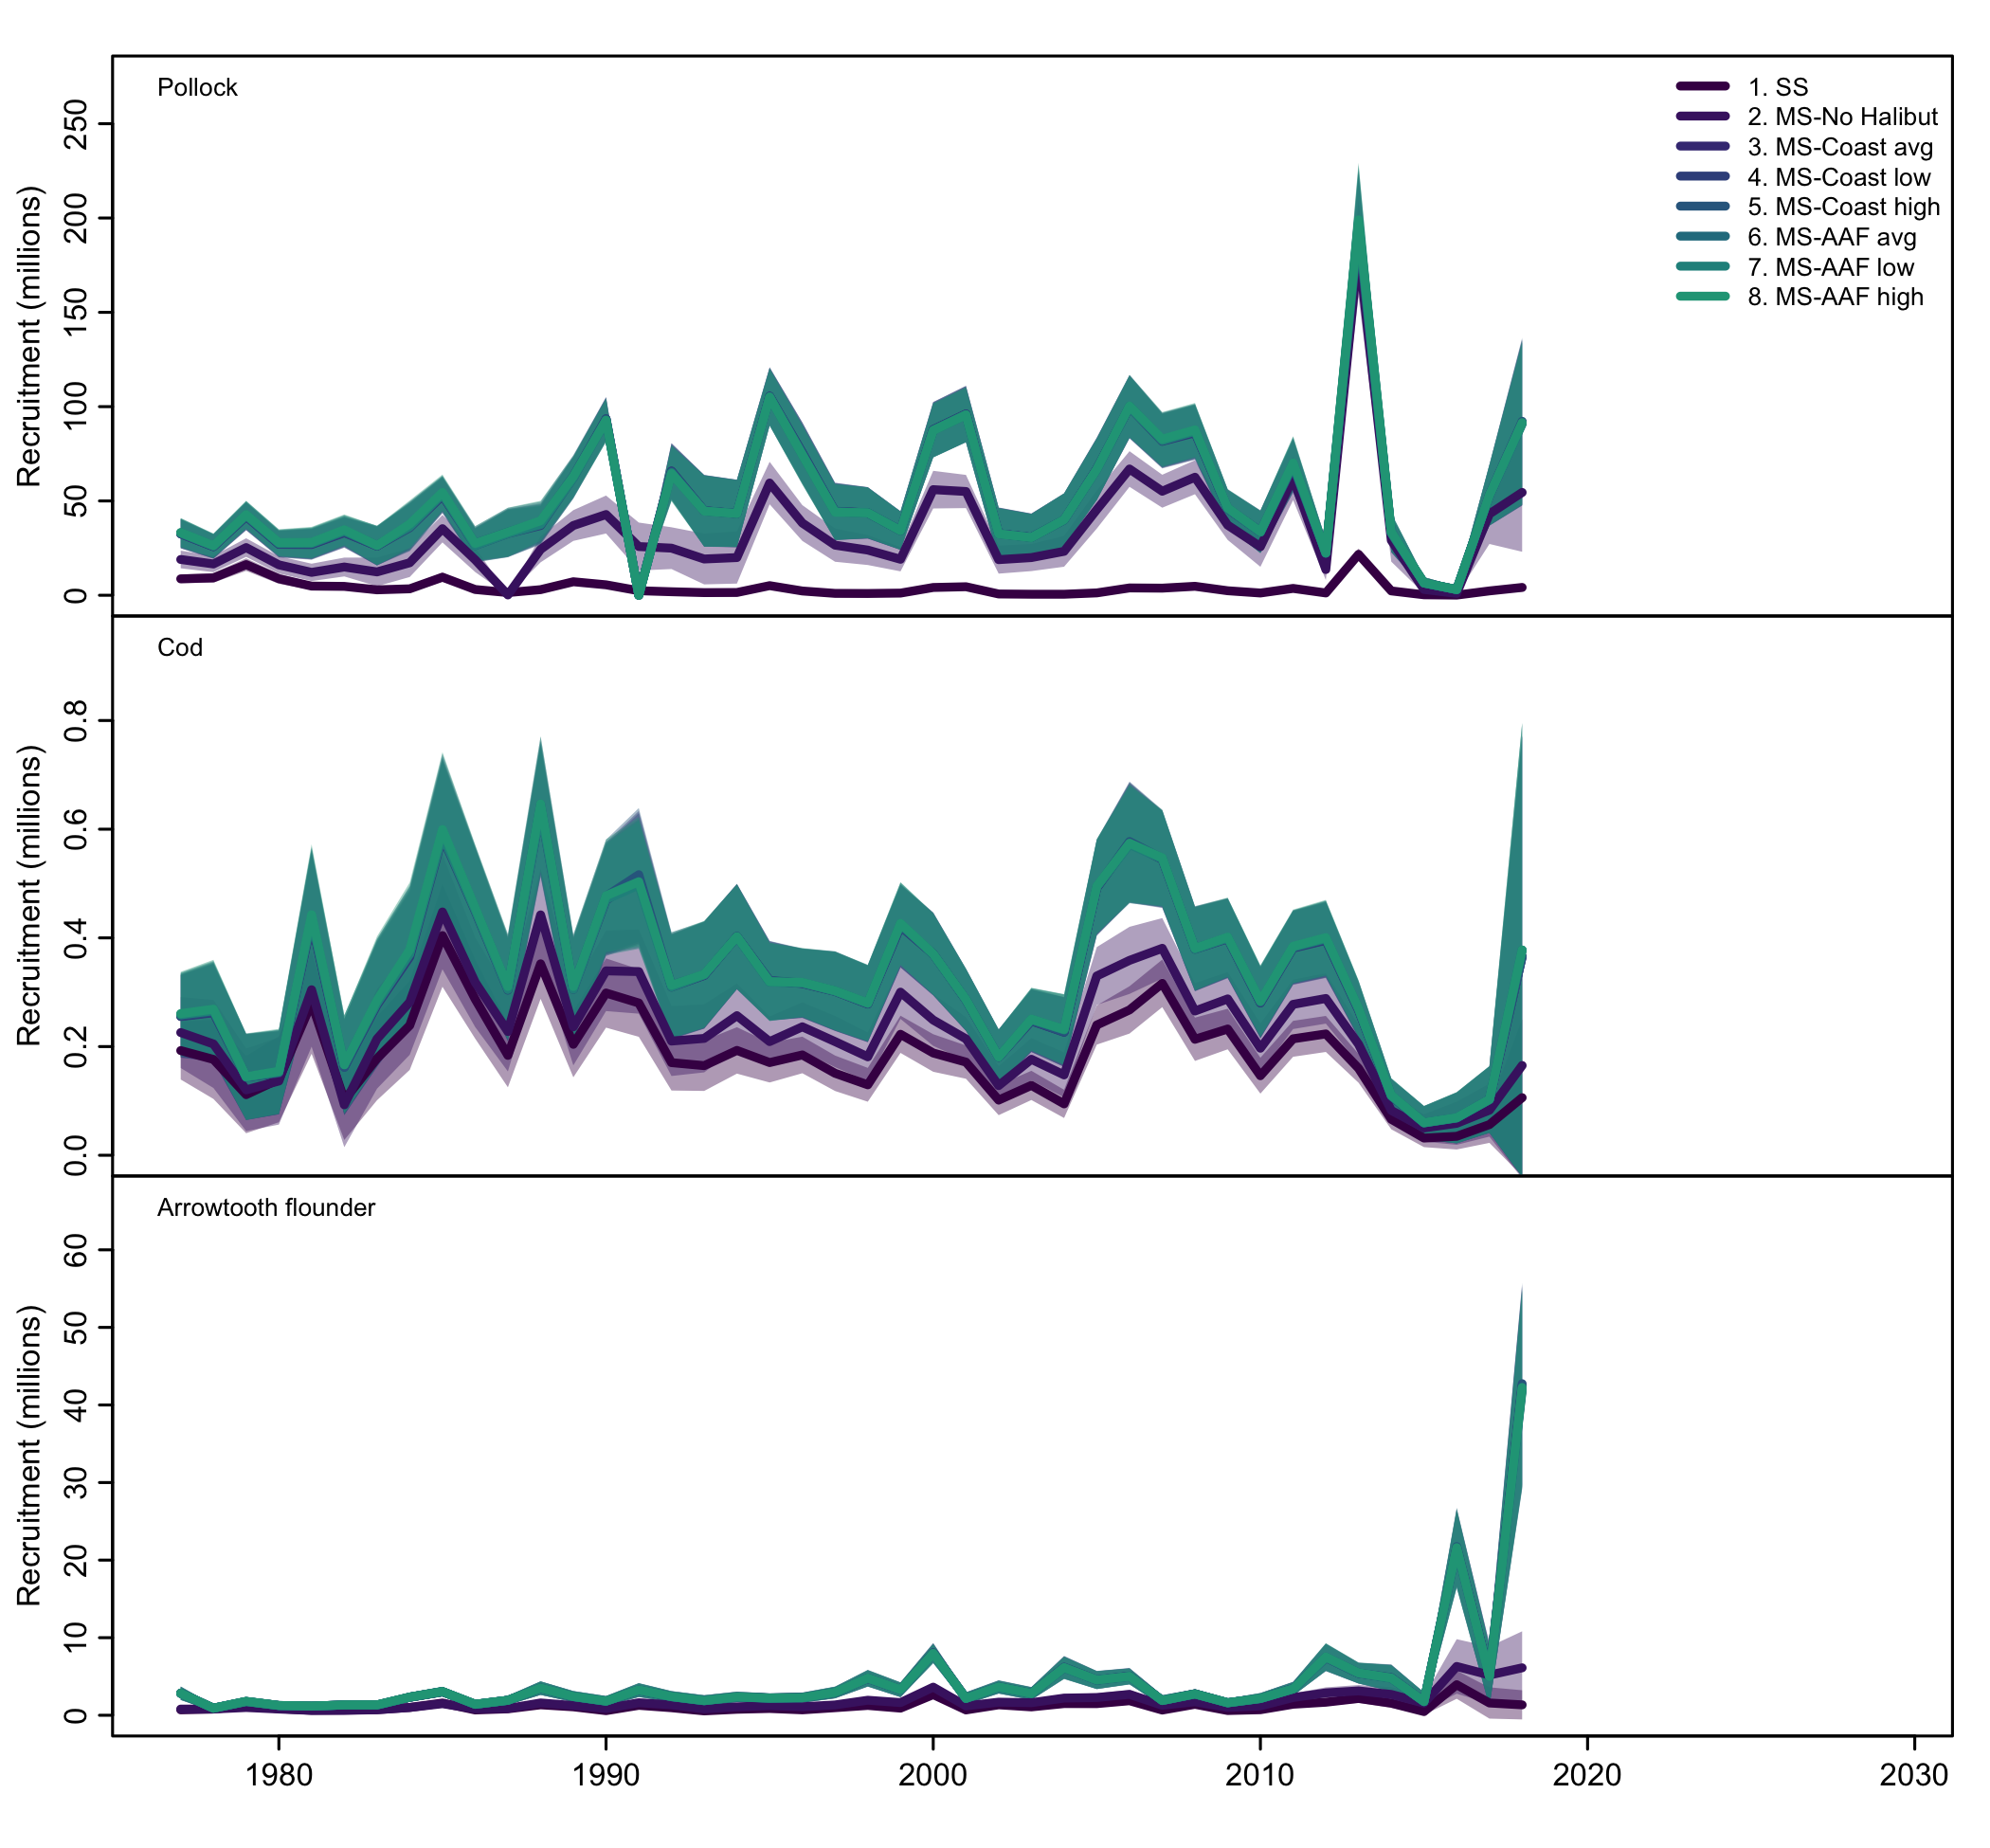 Pollock
1. SS
2. MS-No Halibut
3. MS-Coast avg
4. MS-Coast low
5. MS-Coast high
6. MS-AAF avg
7. MS-AAF low
8. MS-AAF high
Recruitment (millions)
250
200
150
100
50
0
Cod
Recruitment (millions)
0.8
0.6
0.4
0.2
0.0
Arrowtooth flounder
Recruitment (millions)
60
50
40
30
20
10
0
1980
1990
2000
2010
2020
2030